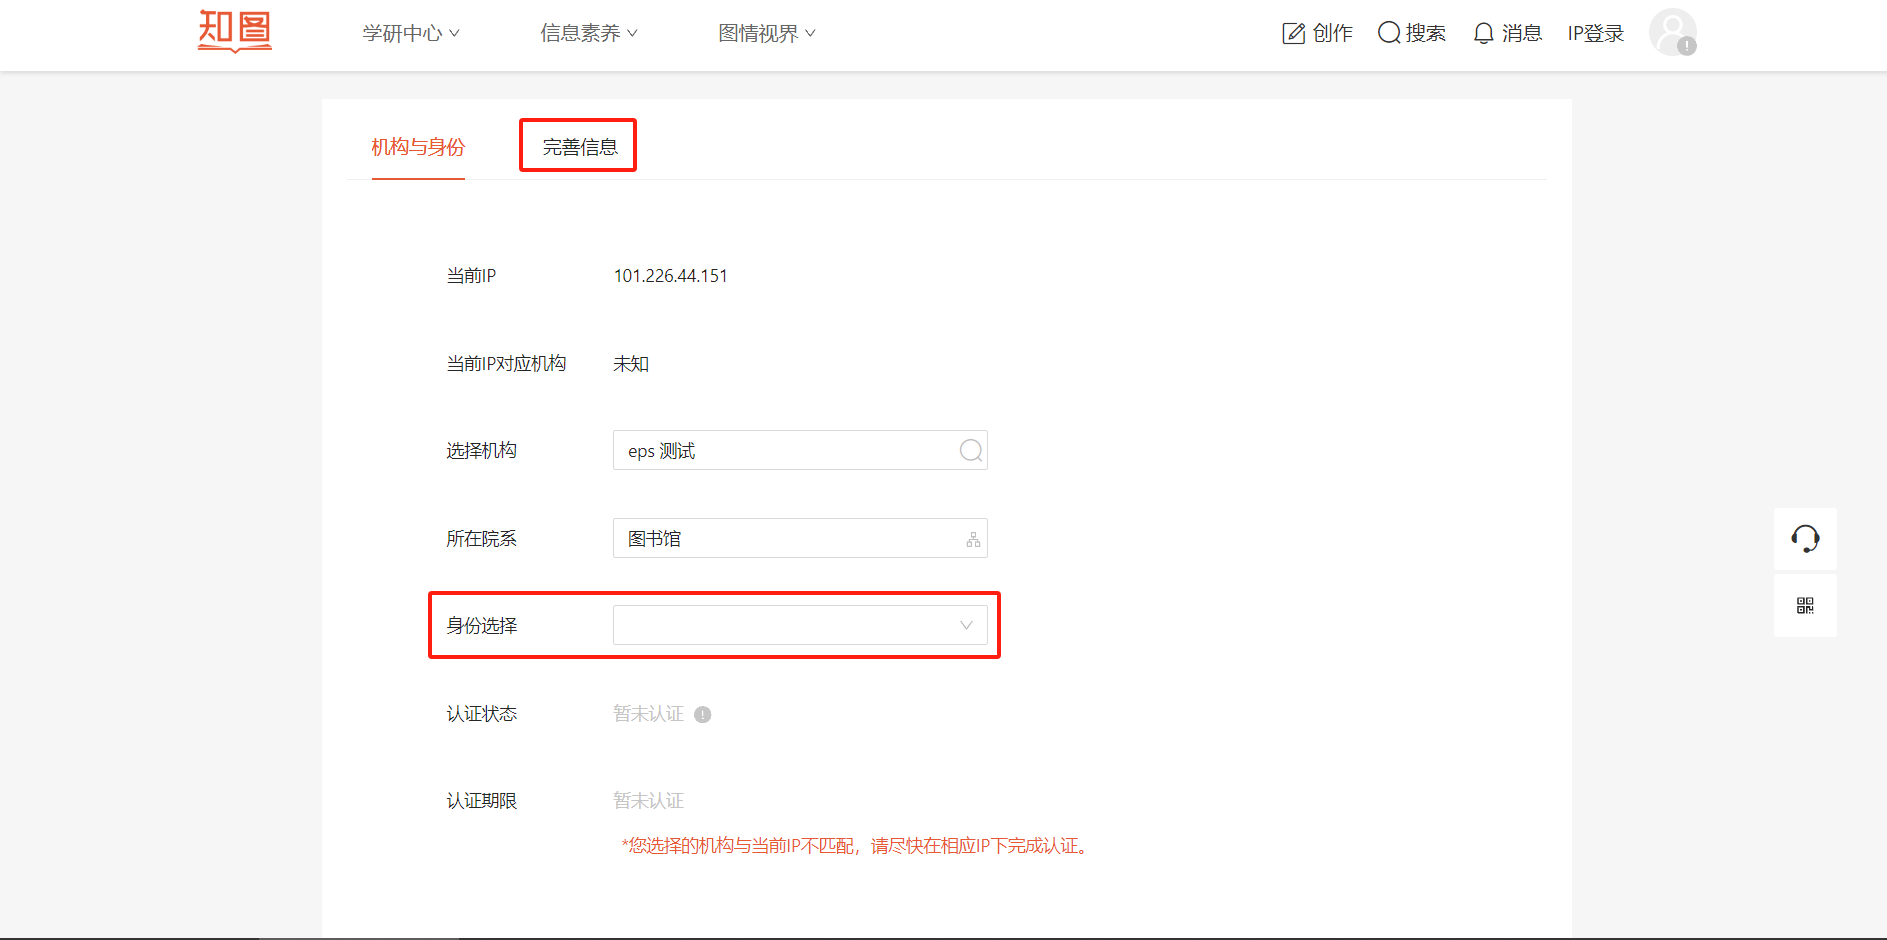 知图
学研中心
信息素养
图情视界
创作
搜索
消息
IP登录
机构与身份
完善信息
当前IP
101.226.44.151
当前IP对应机构
未知
选择机构
eps 测试
所在院系
图书馆
身份选择
认证状态
暂未认证
认证期限
暂未认证
*您选择的机构与当前IP不匹配，请尽快在相应IP下完成认证。